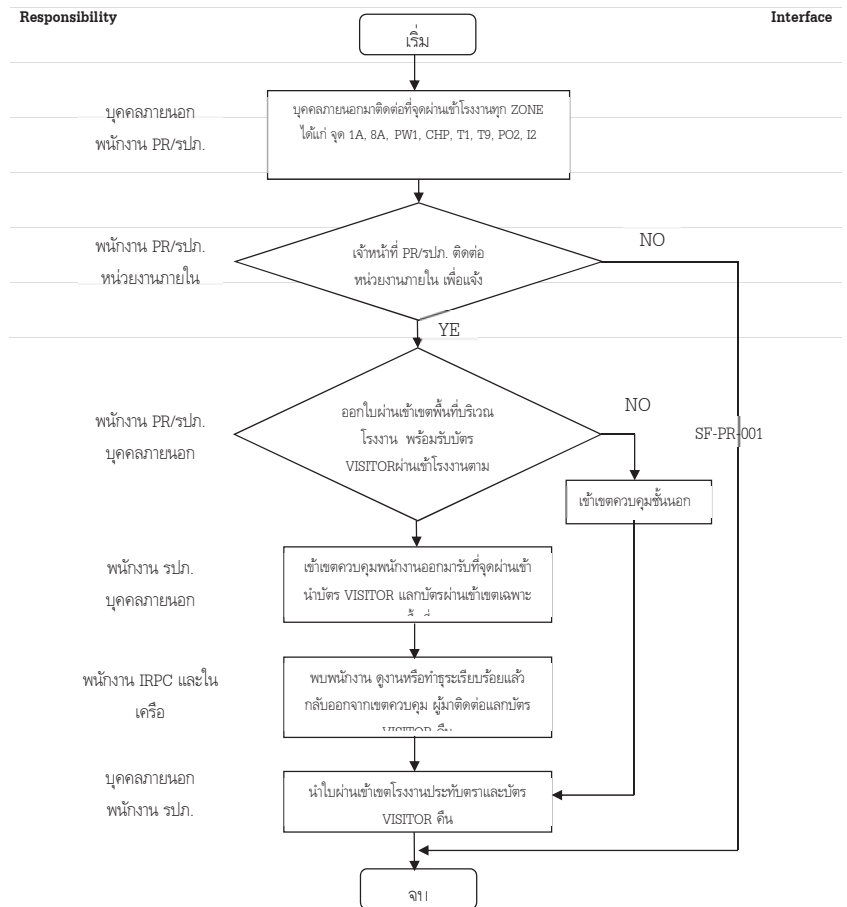 Responsibility
Interface
เริ่ม
บุคคลภายนอก
พนักงาน PR/รปภ.
บุคคลภายนอกมาติดต่อที่จุดผ่านเข้าโรงงานทุก ZONE
ได้แก่ จุด 1A, 8A, PW1, CHP, T1, T9, PO2, I2
พนักงาน PR/รปภ.
หน่วยงานภายใน
เจ้าหน้าที่ PR/รปภ. ติดต่อ
หน่วยงานภายใน เพื่อแจ้ง
NO
YE
พนักงาน PR/รปภ.
บุคคลภายนอก
ออกใบผ่านเข้าเขตพื้นที่บริเวณ
โรงงาน พร้อมรับบัตร
VISITORผ่านเข้าโรงงานตาม
NO
SF-PR-001
เข้าเขตควบคุมชั้นนอก
พนักงาน รปภ.
บุคคลภายนอก
เข้าเขตควบคุมพนักงานออกมารับที่จุดผ่านเข้า
นำบัตร VISITOR แลกบัตรผ่านเข้าเขตเฉพาะ
พนักงาน IRPC และใน
เครือ
พบพนักงาน ดูงานหรือทำธุระเรียบร้อยแล้ว
กลับออกจากเขตควบคุม ผู้มาติดต่อแลกบัตร
VISITOR คืน
บุคคลภายนอก
พนักงาน รปภ.
นำใบผ่านเข้าเขตโรงงานประทับตราและบัตร
VISITOR คืน
จบ